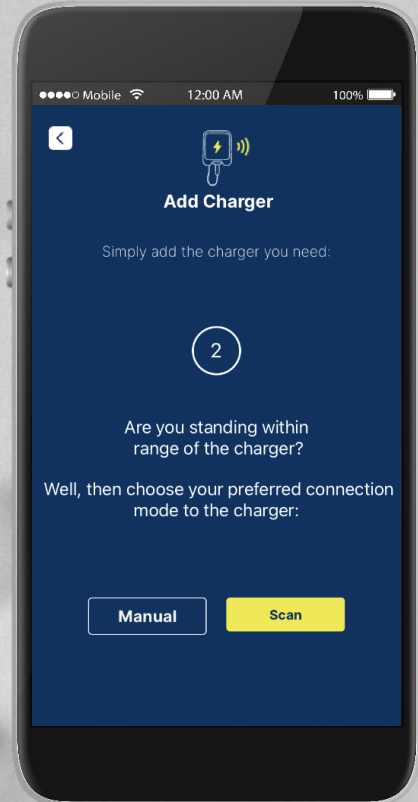 Mobile 12:00 AM 100%
Add Charger
Simply add the charger you need:
2
Are you standing within
range of the charger?
Well, then choose your preferred connection
mode to the charger:
Manual Scan